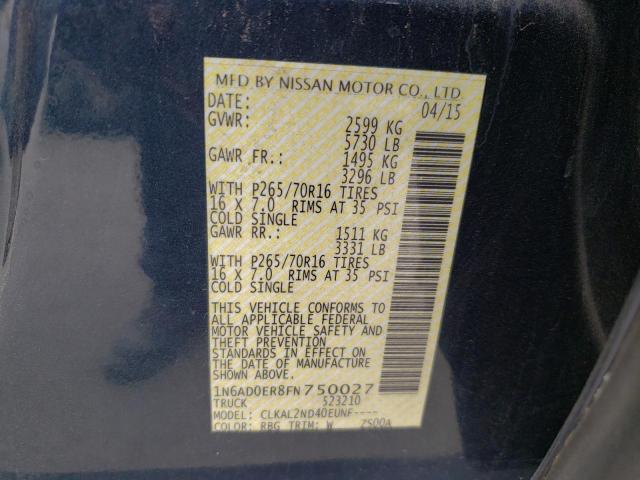 MFD BY NISSAN MOTOR CO., LTD.
DATE: 04/15
GVWR: 2599 KG
5730 LB
GAWR FR.: 1495 KG
3296 LB
WITH P265/70R16 TIRES
16 X 7.0 RIMS AT 35 PSI
COLD SINGLE
GAWR RR.: 1511 KG
3331 LB
WITH P265/70R16 TIRES
16 X 7.0 RIMS AT 35 PSI
COLD SINGLE
THIS VEHICLE CONFORMS TO
ALL APPLICABLE FEDERAL
MOTOR VEHICLE SAFETY AND
THEFT PREVENTION
STANDARDS IN EFFECT ON
THE DATE OF MANUFACTURE
SHOWN ABOVE.
1N6AD0ER8FN750027
TRUCK 523210
MODEL: CLKAL2ND40EUNF----
COLOR: RBG TRIM: W 7S00A